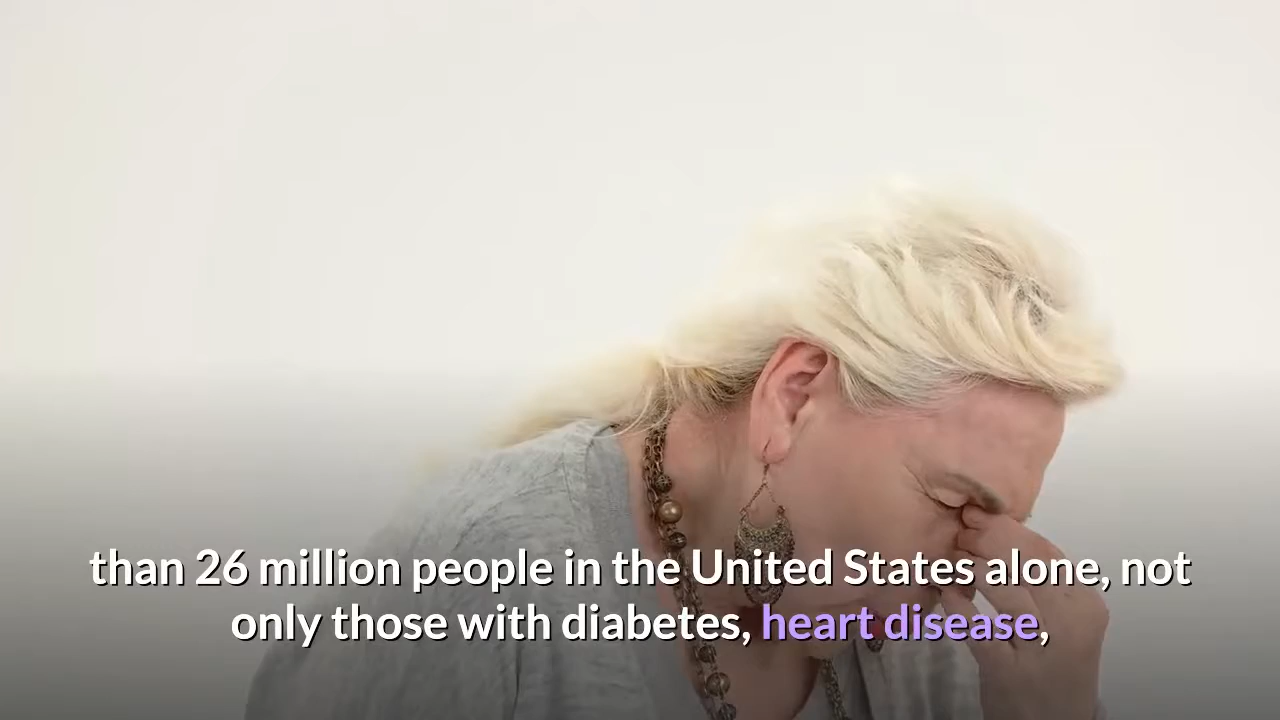 than 26 million people in the United States alone, not
only those with diabetes, heart disease,